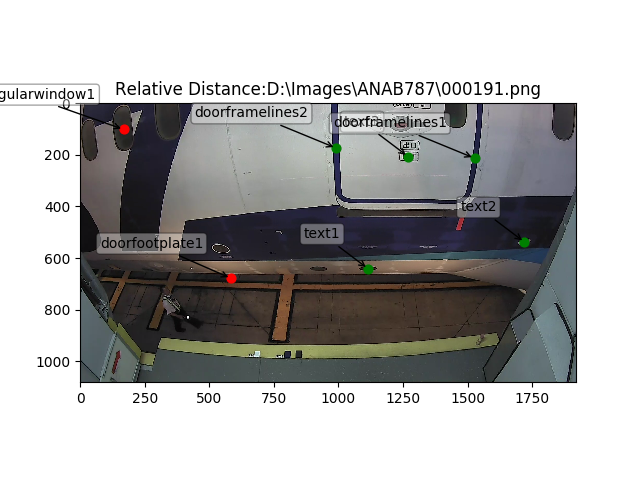 Relative Distance:D:\Images\ANAB787\000191.png
gularwindow1
doorframelines2
doorframelines1
text2
text1
doorfootplate1
0
200
400
600
800
1000
0
250
500
750
1000
1250
1500
1750